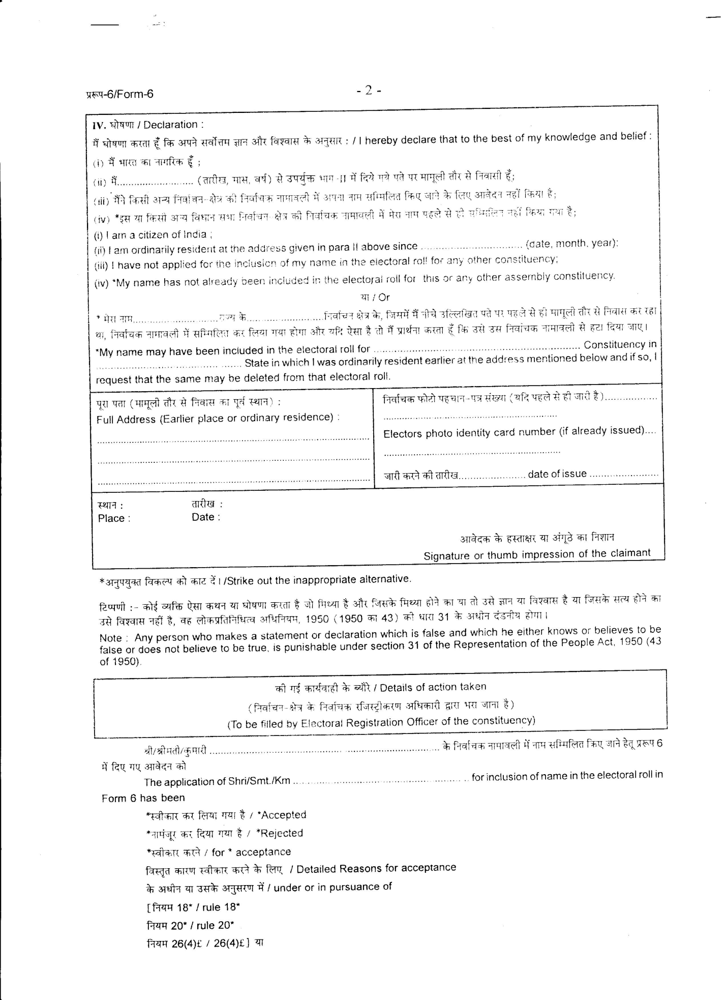 प्ररूप-6/Form-6
- 2 -
IV. घोषणा / Declaration :
मैं घोषणा करता हूँ कि अपने सर्वोत्तम ज्ञान और विश्वास के अनुसार : / I hereby declare that to the best of my knowledge and belief :
(i) मैं भारत का नागरिक हूँ ;
(ii) मैं.......................... (तारीख, मास, वर्ष) से उपर्युक्त भाग-II में दिये गये पते पर मामूली तौर से निवासी हूँ;
(iii) मैंने किसी अन्य निर्वाचन-क्षेत्र की निर्वाचक नामावली में अपना नाम सम्मिलित किए जाने के लिए आवेदन नहीं किया है;
(iv) *इस या किसी अन्य विधान सभा निर्वाचन-क्षेत्र की निर्वाचक नामावली में मेरा नाम पहले से ही सम्मिलित नहीं किया गया है;
(i) I am a citizen of India ;
(ii) I am ordinarily resident at the address given in para II above since ................................ (date, month, year);
(iii) I have not applied for the inclusion of my name in the electoral roll for any other constituency;
(iv) *My name has not already been included in the electoral roll for this or any other assembly constituency.
या / Or
* मेरा नाम............................राज्य के..........................निर्वाचन क्षेत्र के, जिसमें मैं नीचे उल्लिखित पते पर पहले से ही मामूली तौर से निवास कर रहा
था, निर्वाचक नामावली में सम्मिलित कर लिया गया होगा और यदि ऐसा है तो मैं प्रार्थना करता हूँ कि उसे उस निर्वाचक नामावली से हटा दिया जाए।
*My name may have been included in the electoral roll for ..................................................................... Constituency in
................................................ State in which I was ordinarily resident earlier at the address mentioned below and if so, I
request that the same may be deleted from that electoral roll.
पूरा पता (मामूली तौर से निवास का पूर्व स्थान) :
Full Address (Earlier place or ordinary residence) :
निर्वाचक फोटो पहचान-पत्र संख्या (यदि पहले से ही जारी है)..................
Electors photo identity card number (if already issued)....
जारी करने की तारीख....................... date of issue .......................
स्थान : तारीख :
Place : Date :
आवेदक के हस्ताक्षर या अंगूठे का निशान
Signature or thumb impression of the claimant
*अनुपयुक्त विकल्प को काट दें। /Strike out the inappropriate alternative.
टिप्पणी :- कोई व्यक्ति ऐसा कथन या घोषणा करता है जो मिथ्या है और जिसके मिथ्या होने का या तो उसे ज्ञान या विश्वास है या जिसके सत्य होने का
उसे विश्वास नहीं है, वह लोकप्रतिनिधित्व अधिनियम, 1950 (1950 का 43) की धारा 31 के अधीन दंडनीय होगा।
Note : Any person who makes a statement or declaration which is false and which he either knows or believes to be
false or does not believe to be true, is punishable under section 31 of the Representation of the People Act, 1950 (43
of 1950).
की गई कार्यवाही के ब्यौरे / Details of action taken
(निर्वाचन-क्षेत्र के निर्वाचक रजिस्ट्रीकरण अधिकारी द्वारा भरा जाना है)
(To be filled by Electoral Registration Officer of the constituency)
श्री/श्रीमती/कुमारी ............................................................................ के निर्वाचक नामावली में नाम सम्मिलित किए जाने हेतू प्ररूप 6
में दिए गए आवेदन को
The application of Shri/Smt./Km .......................................................... for inclusion of name in the electoral roll in
Form 6 has been
*स्वीकार कर लिया गया है / *Accepted
*नामंजूर कर दिया गया है / *Rejected
*स्वीकार करने / for * acceptance
विस्तृत कारण स्वीकार करने के लिए / Detailed Reasons for acceptance
के अधीन या उसके अनुसरण में / under or in pursuance of
[नियम 18* / rule 18*
नियम 20* / rule 20*
नियम 26(4)£ / 26(4)£] या